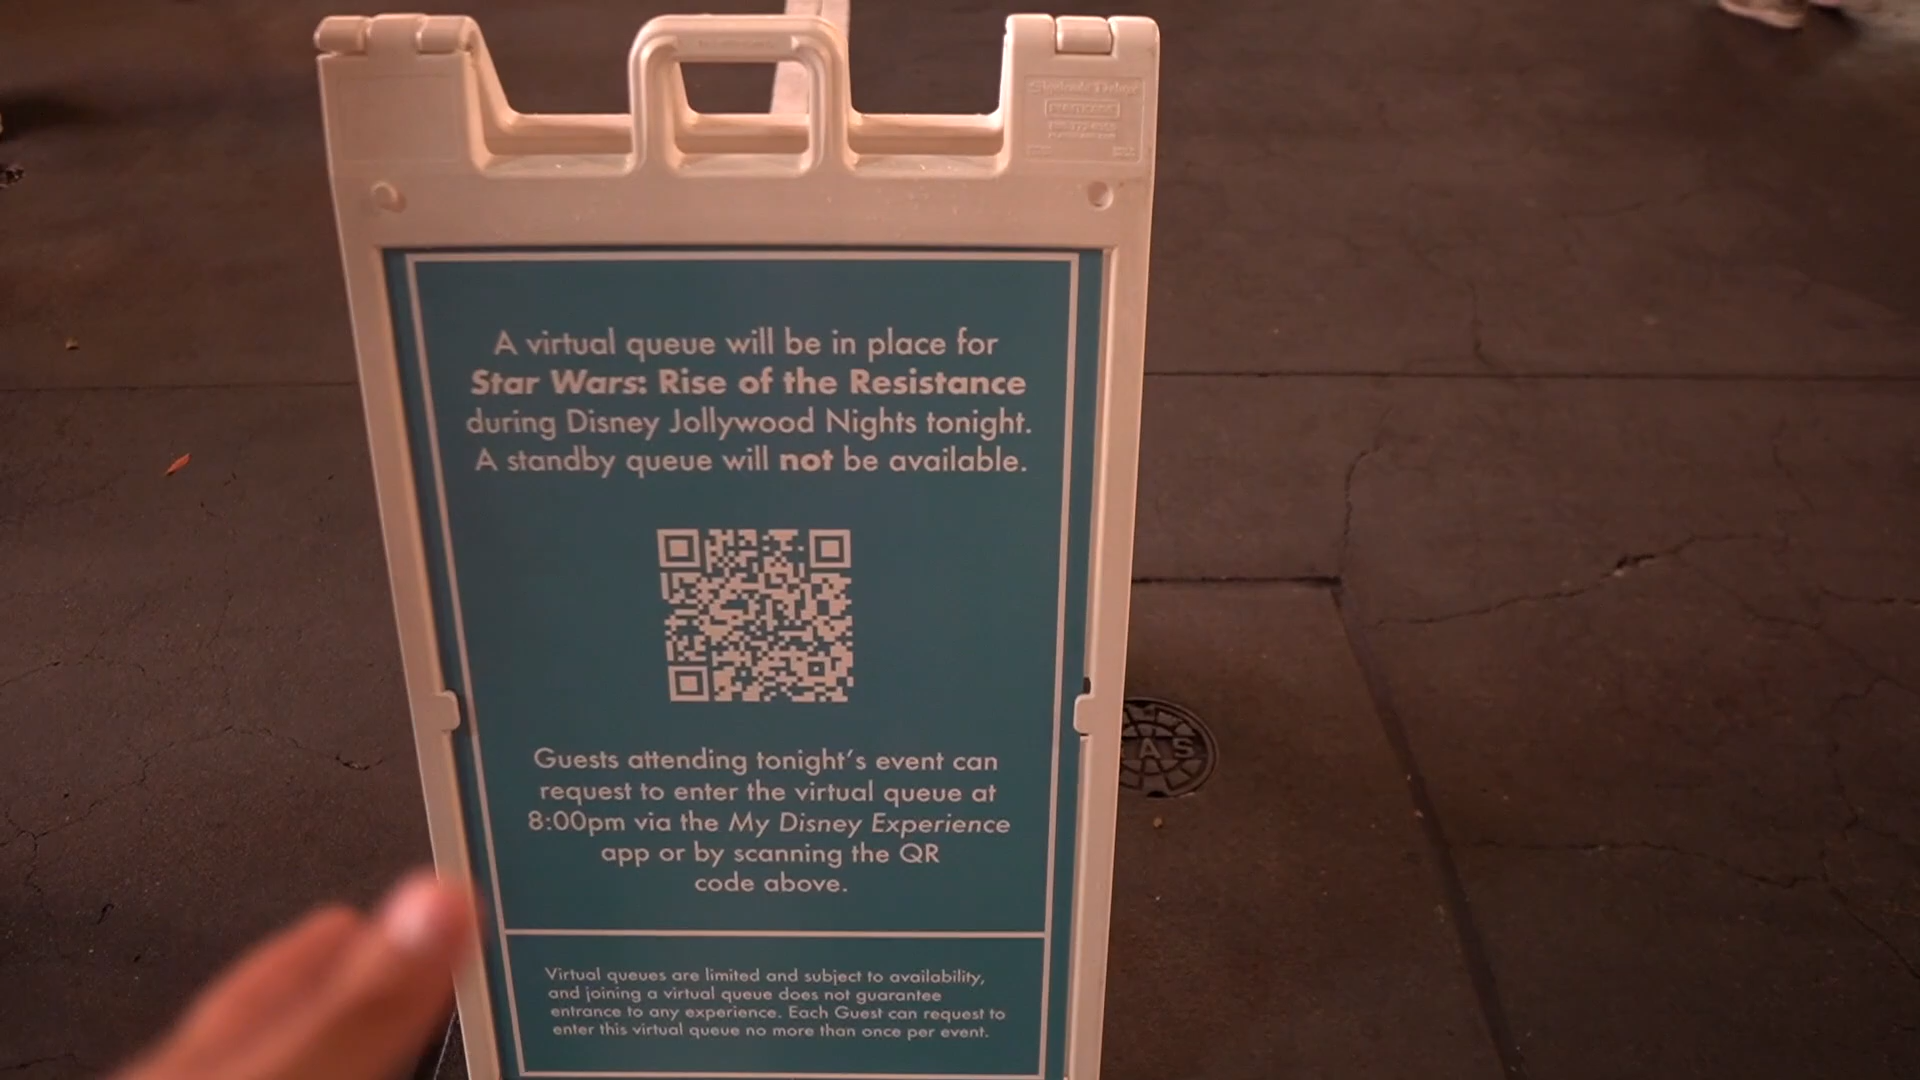 A virtual queue will be in place for
Star Wars: Rise of the Resistance
during Disney Jollywood Nights tonight.
A standby queue will not be available.
Guests attending tonight's event can
request to enter the virtual queue at
8:00pm via the My Disney Experience
app or by scanning the QR
code above.
Virtual queues are limited and subject to availability,
and joining a virtual queue does not guarantee
entrance to any experience. Each Guest can request to
enter this virtual queue no more than once per event.